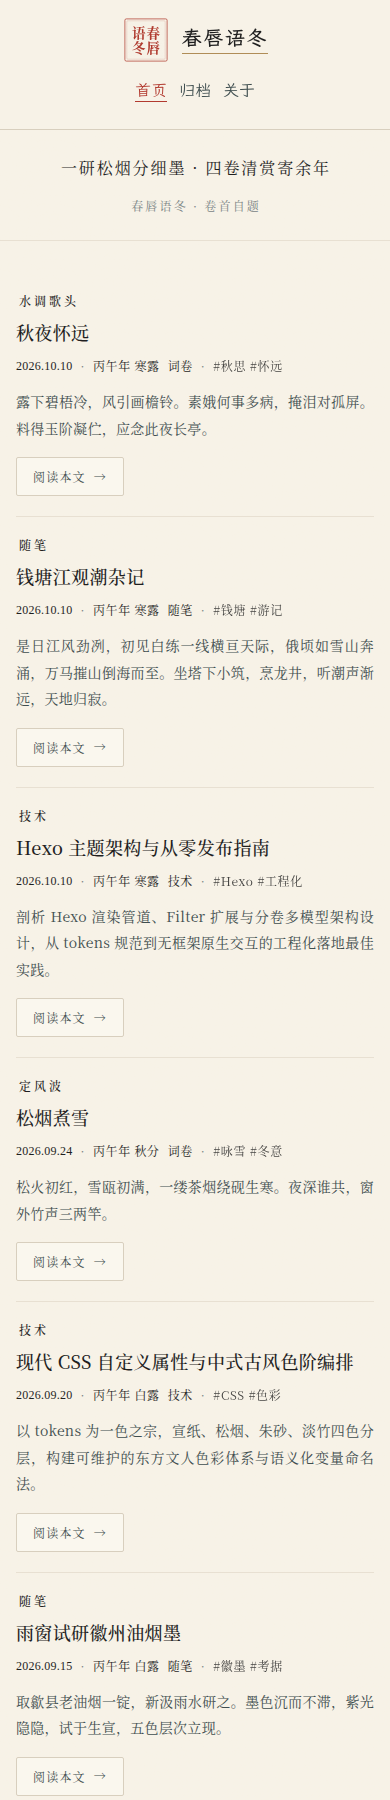 语春
冬唇
春唇语冬
首页 归档 关于
一研松烟分细墨 · 四卷清赏寄余年
春唇语冬 · 卷首自题
水调歌头
秋夜怀远
2026.10.10 · 丙午年 寒露 词卷 · #秋思 #怀远
露下碧梧冷，风引画檐铃。素娥何事多病，掩泪对孤屏。
料得玉阶凝伫，应念此夜长亭。
阅读本文 →
随笔
钱塘江观潮杂记
2026.10.10 · 丙午年 寒露 随笔 · #钱塘 #游记
是日江风劲冽，初见白练一线横亘天际，俄顷如雪山奔
涌，万马摧山倒海而至。坐塔下小筑，烹龙井，听潮声渐
远，天地归寂。
阅读本文 →
技术
Hexo 主题架构与从零发布指南
2026.10.10 · 丙午年 寒露 技术 · #Hexo #工程化
剖析 Hexo 渲染管道、Filter 扩展与分卷多模型架构设
计，从 tokens 规范到无框架原生交互的工程化落地最佳
实践。
阅读本文 →
定风波
松烟煮雪
2026.09.24 · 丙午年 秋分 词卷 · #咏雪 #冬意
松火初红，雪瓯初满，一缕茶烟绕砚生寒。夜深谁共，窗
外竹声三两竿。
阅读本文 →
技术
现代 CSS 自定义属性与中式古风色阶编排
2026.09.20 · 丙午年 白露 技术 · #CSS #色彩
以 tokens 为一色之宗，宣纸、松烟、朱砂、淡竹四色分
层，构建可维护的东方文人色彩体系与语义化变量命名
法。
阅读本文 →
随笔
雨窗试研徽州油烟墨
2026.09.15 · 丙午年 白露 随笔 · #徽墨 #考据
取歙县老油烟一锭，新汲雨水研之。墨色沉而不滞，紫光
隐隐，试于生宣，五色层次立现。
阅读本文 →